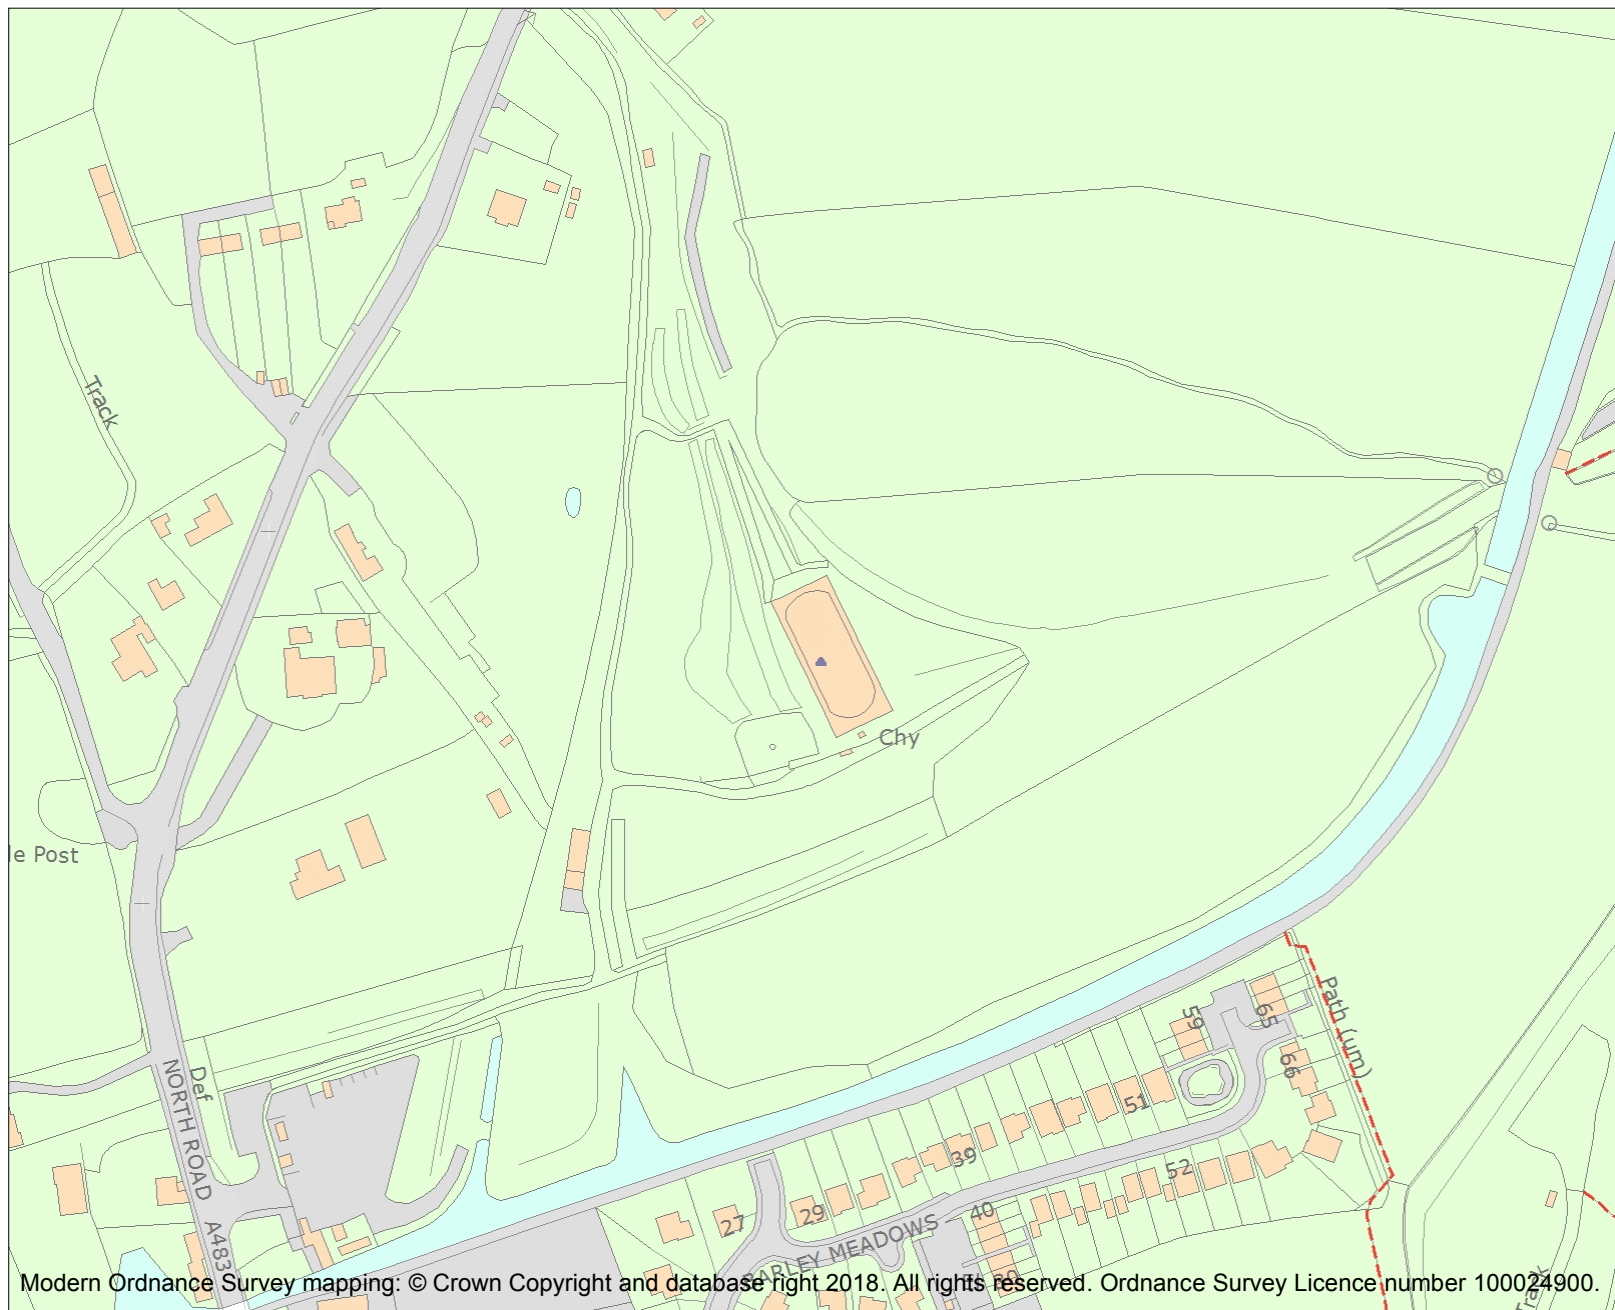 Track
Chy
le Post
Path (um)
59
65
66
Def
NORTH ROAD
51
39
52
A483
27
29
40
BARLEY MEADOWS
30
Modern Ordnance Survey mapping: © Crown Copyright and database right 2018. All rights reserved. Ordnance Survey Licence number 100024900.